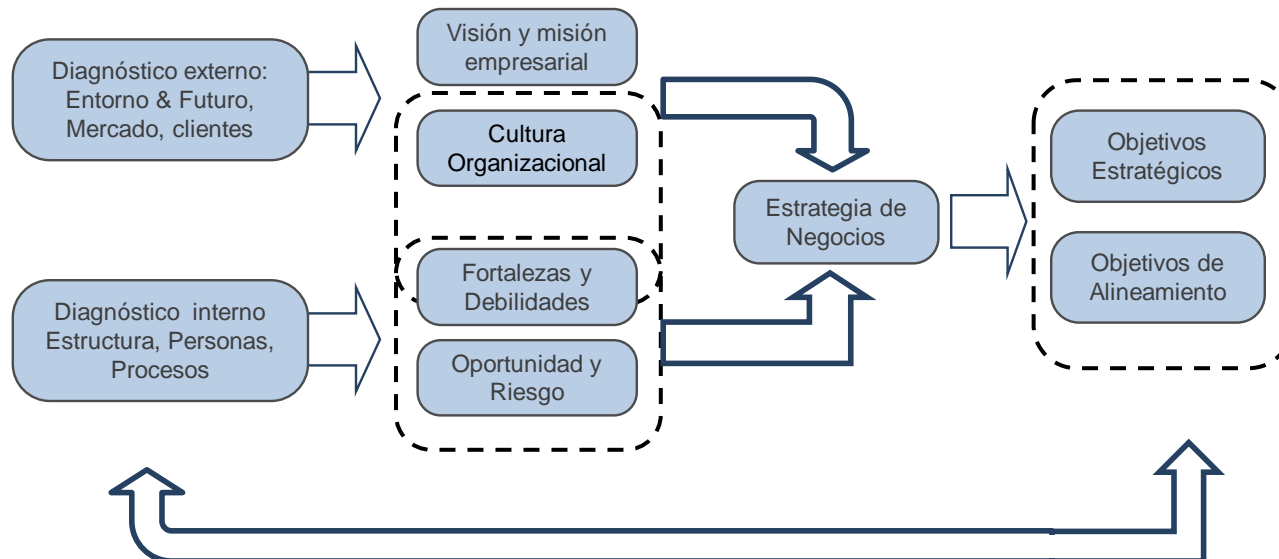 Diagnóstico externo:
Entorno & Futuro,
Mercado, clientes
Visión y misión
empresarial
Cultura
Organizacional
Diagnóstico interno
Estructura, Personas,
Procesos
Fortalezas y
Debilidades
Oportunidad y
Riesgo
Estrategia de
Negocios
Objetivos
Estratégicos
Objetivos de
Alineamiento